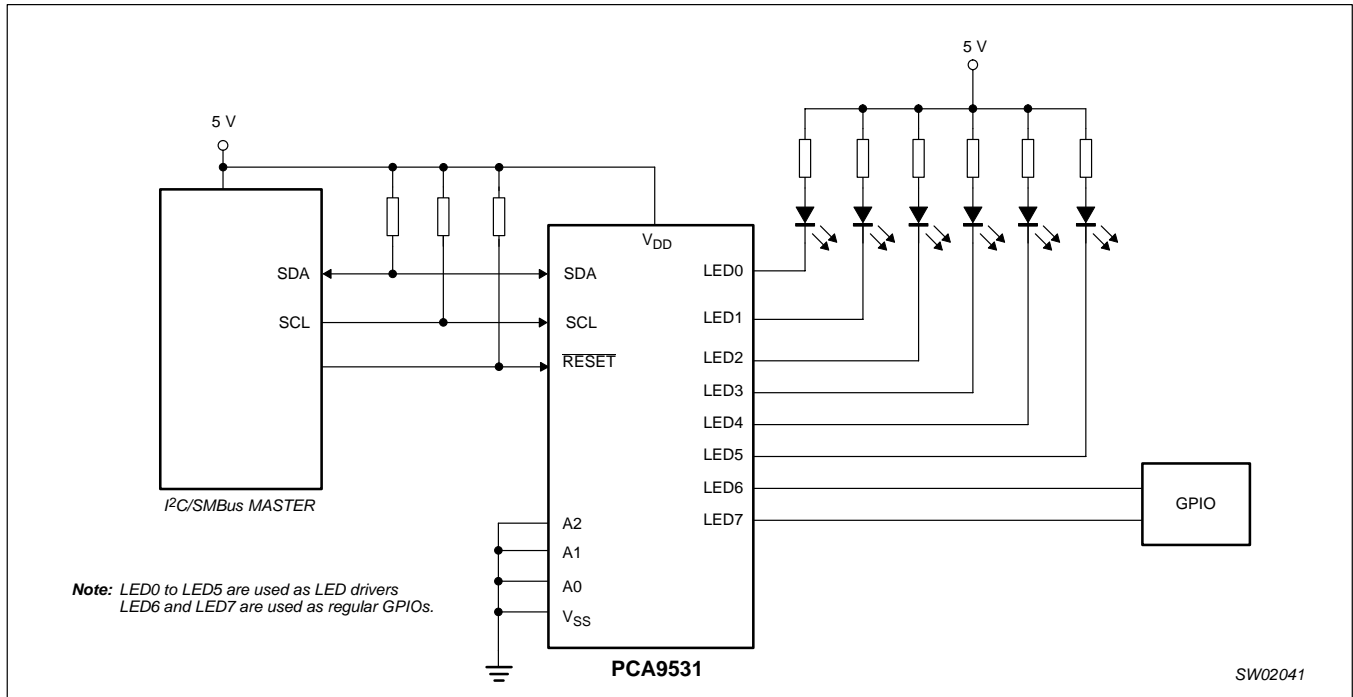 5 V
5 V
V_DD
SDA
SCL
SDA
SCL
RESET
LED0
LED1
LED2
LED3
LED4
LED5
LED6
LED7
GPIO
A2
A1
A0
V_SS
I²C/SMBus MASTER
Note: LED0 to LED5 are used as LED drivers
LED6 and LED7 are used as regular GPIOs.
PCA9531
SW02041